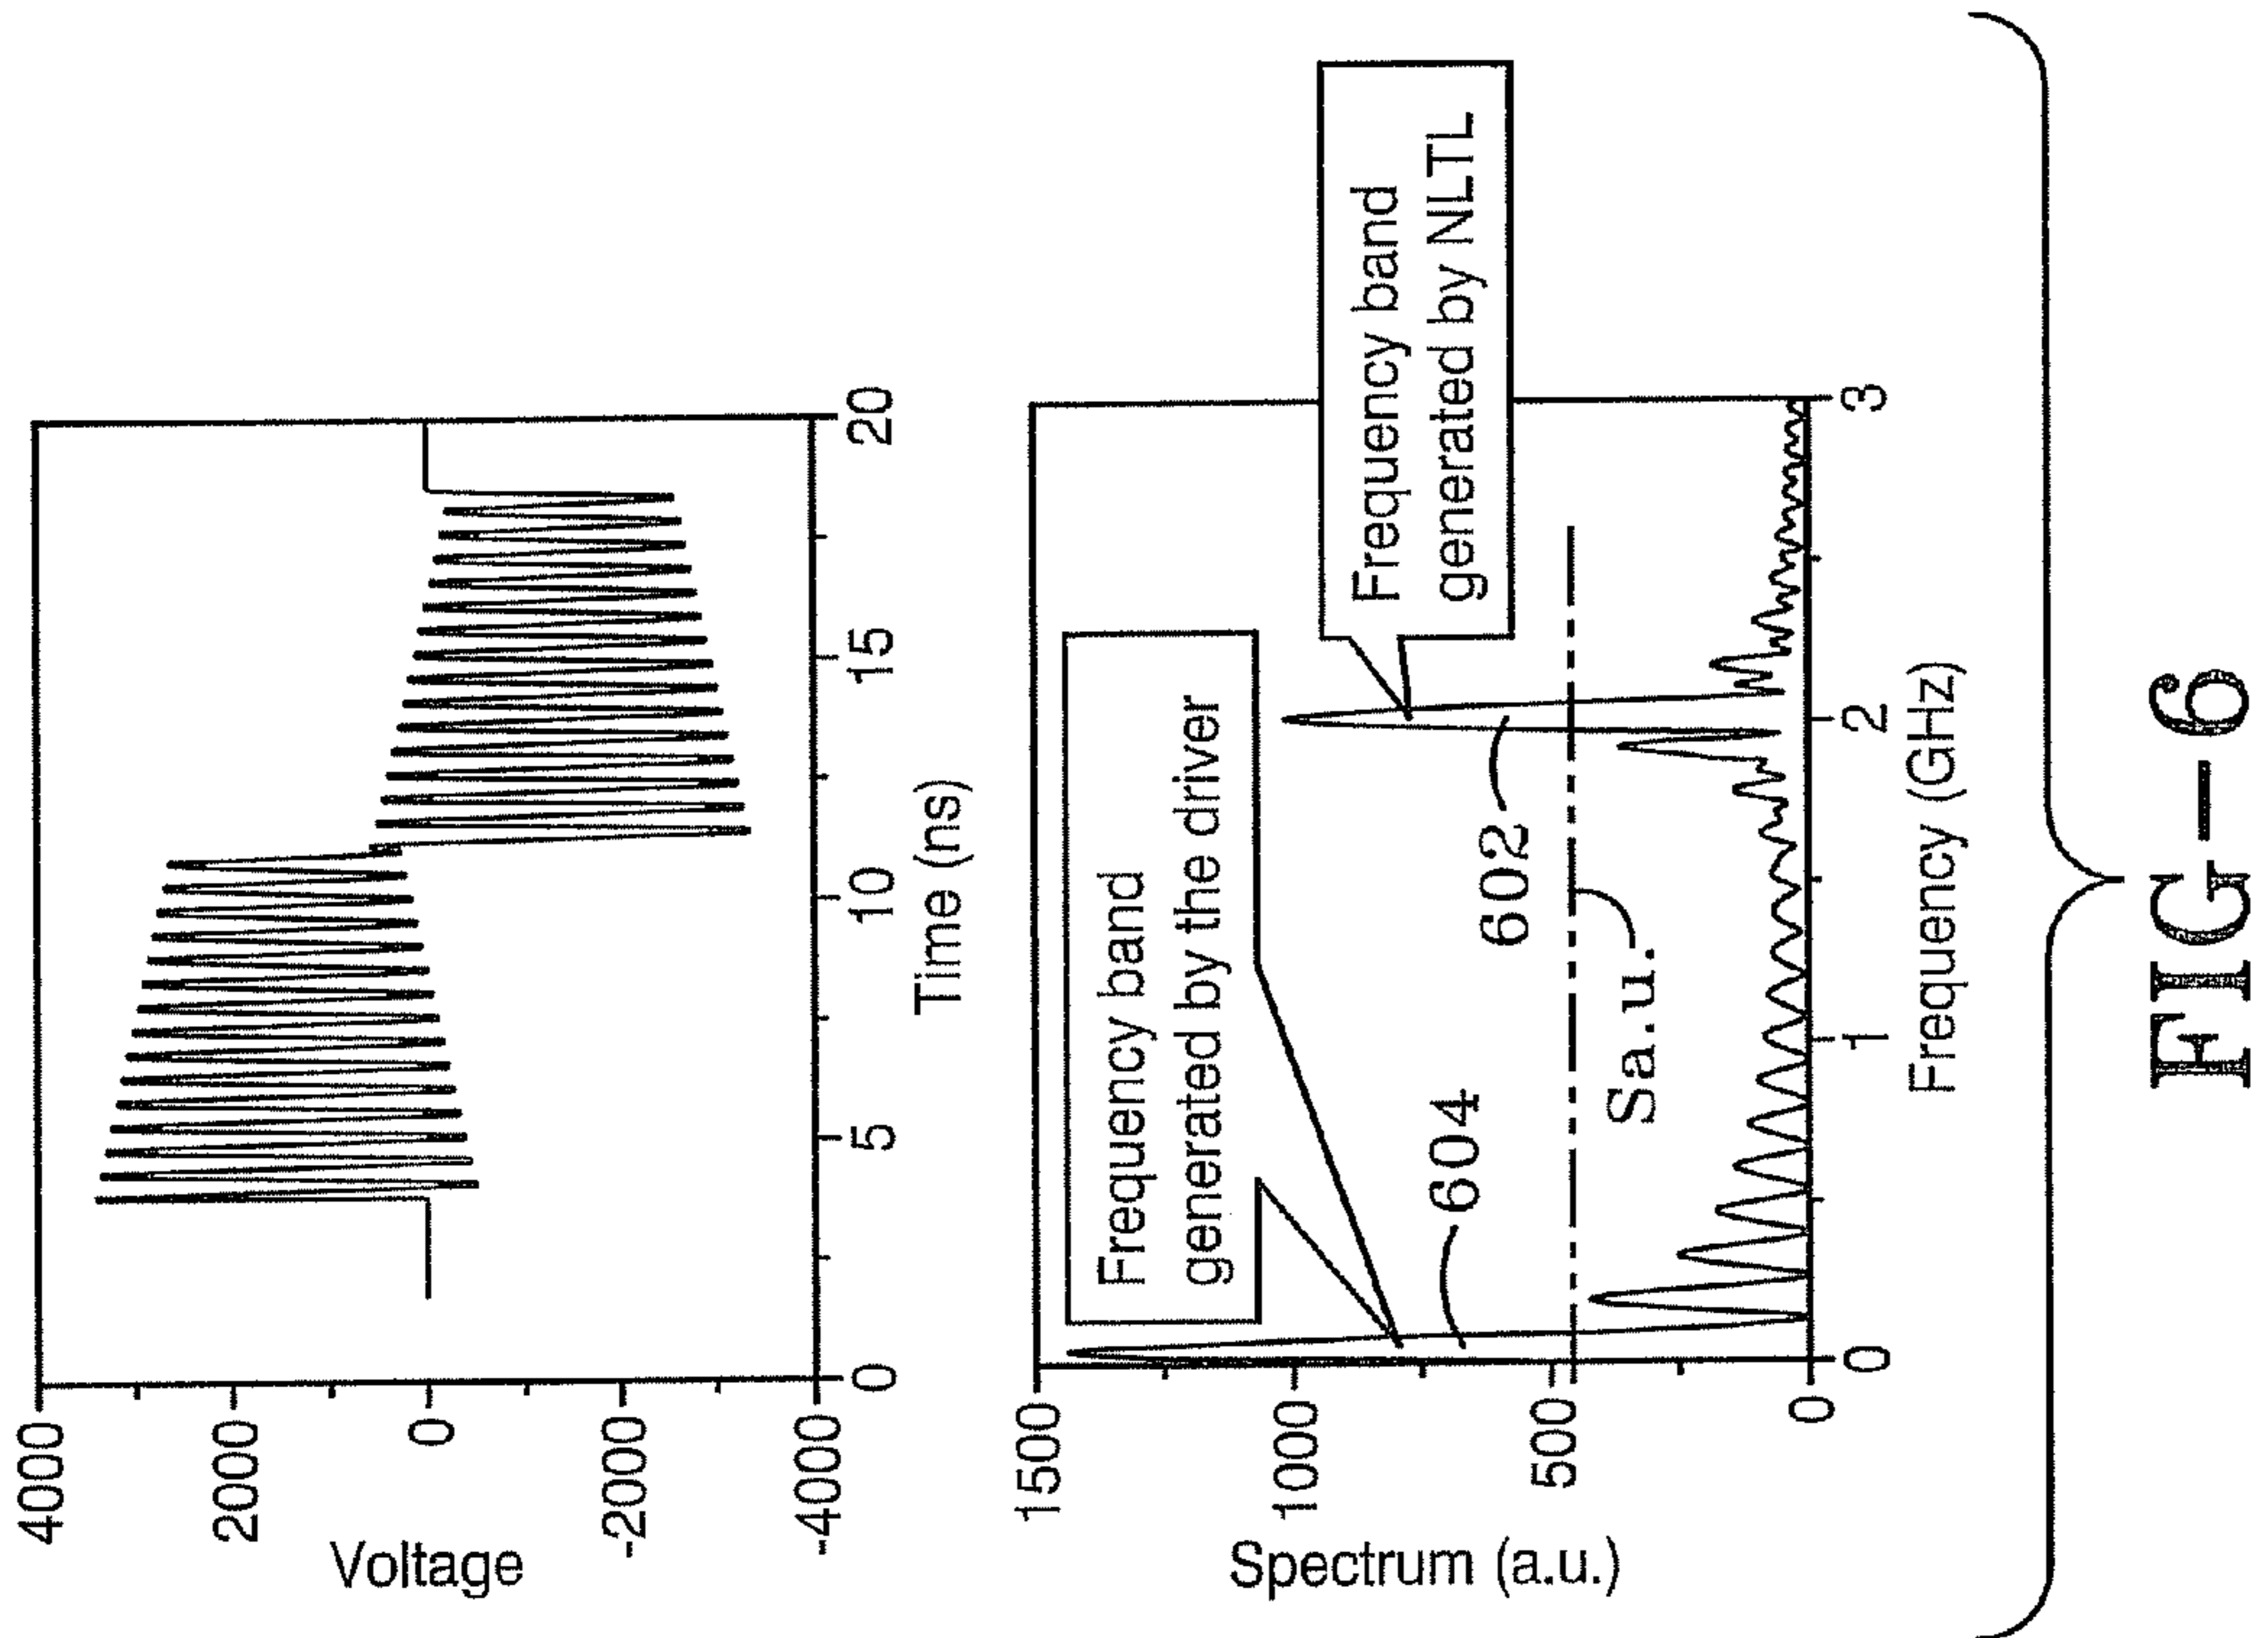 4000
2000
0
-2000
-4000
Voltage
0
5
10
15
20
Time (ns)
1500
1000
500
0
Spectrum (a.u.)
Frequency band
generated by the driver
Frequency band
generated by NLTL
604
602
Sa.u.
0
1
2
3
Frequency (GHz)
FIG-6